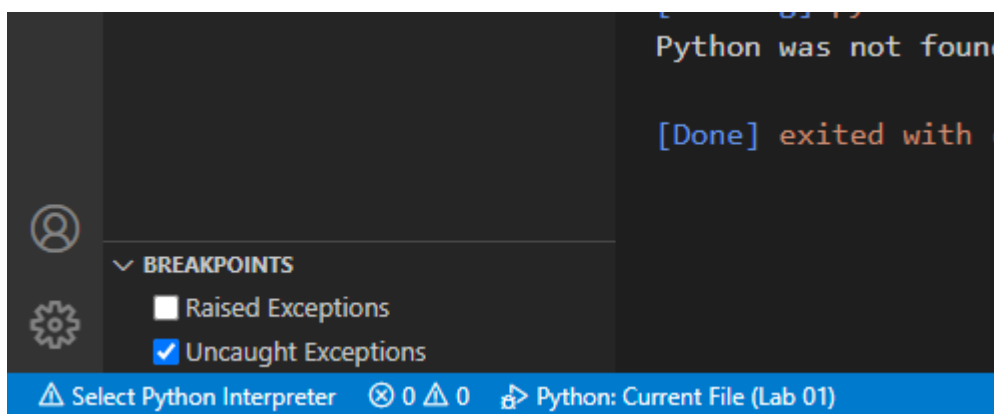 Python was not foun
[Done] exited with
BREAKPOINTS
Raised Exceptions
Uncaught Exceptions
Select Python Interpreter 0 0 Python: Current File (Lab 01)